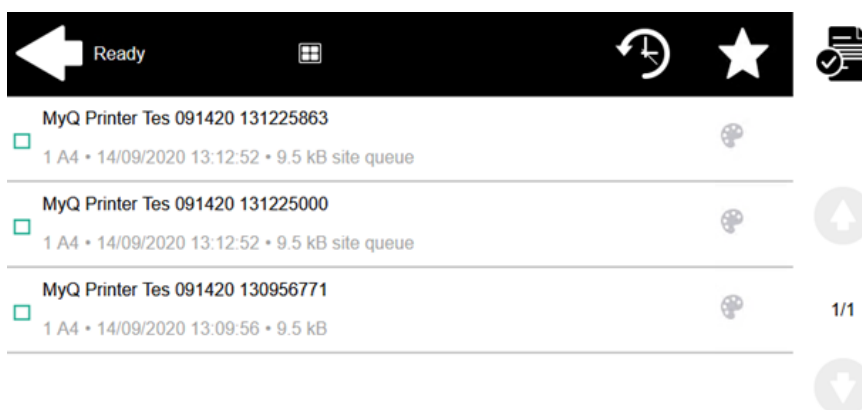 Ready
MyQ Printer Tes 091420 131225863
1 A4 • 14/09/2020 13:12:52 • 9.5 kB site queue
MyQ Printer Tes 091420 131225000
1 A4 • 14/09/2020 13:12:52 • 9.5 kB site queue
MyQ Printer Tes 091420 130956771
1 A4 • 14/09/2020 13:09:56 • 9.5 kB
1/1